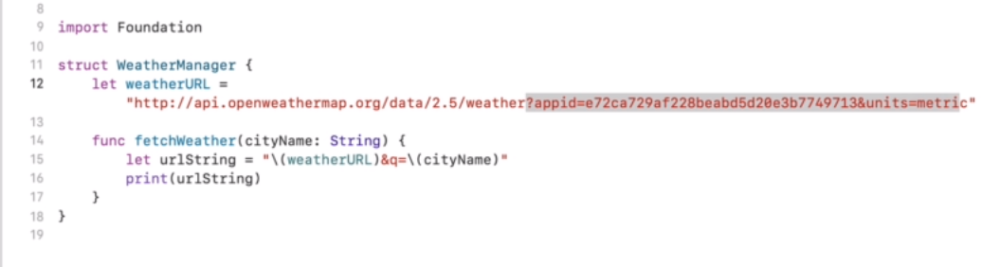 8
9 import Foundation
10
11 struct WeatherManager {
12 let weatherURL =
"http://api.openweathermap.org/data/2.5/weather?appid=e72ca729af228beabd5d20e3b7749713&units=metric"
13
14 func fetchWeather(cityName: String) {
15 let urlString = "\(weatherURL)&q=\(cityName)"
16 print(urlString)
17 }
18 }
19